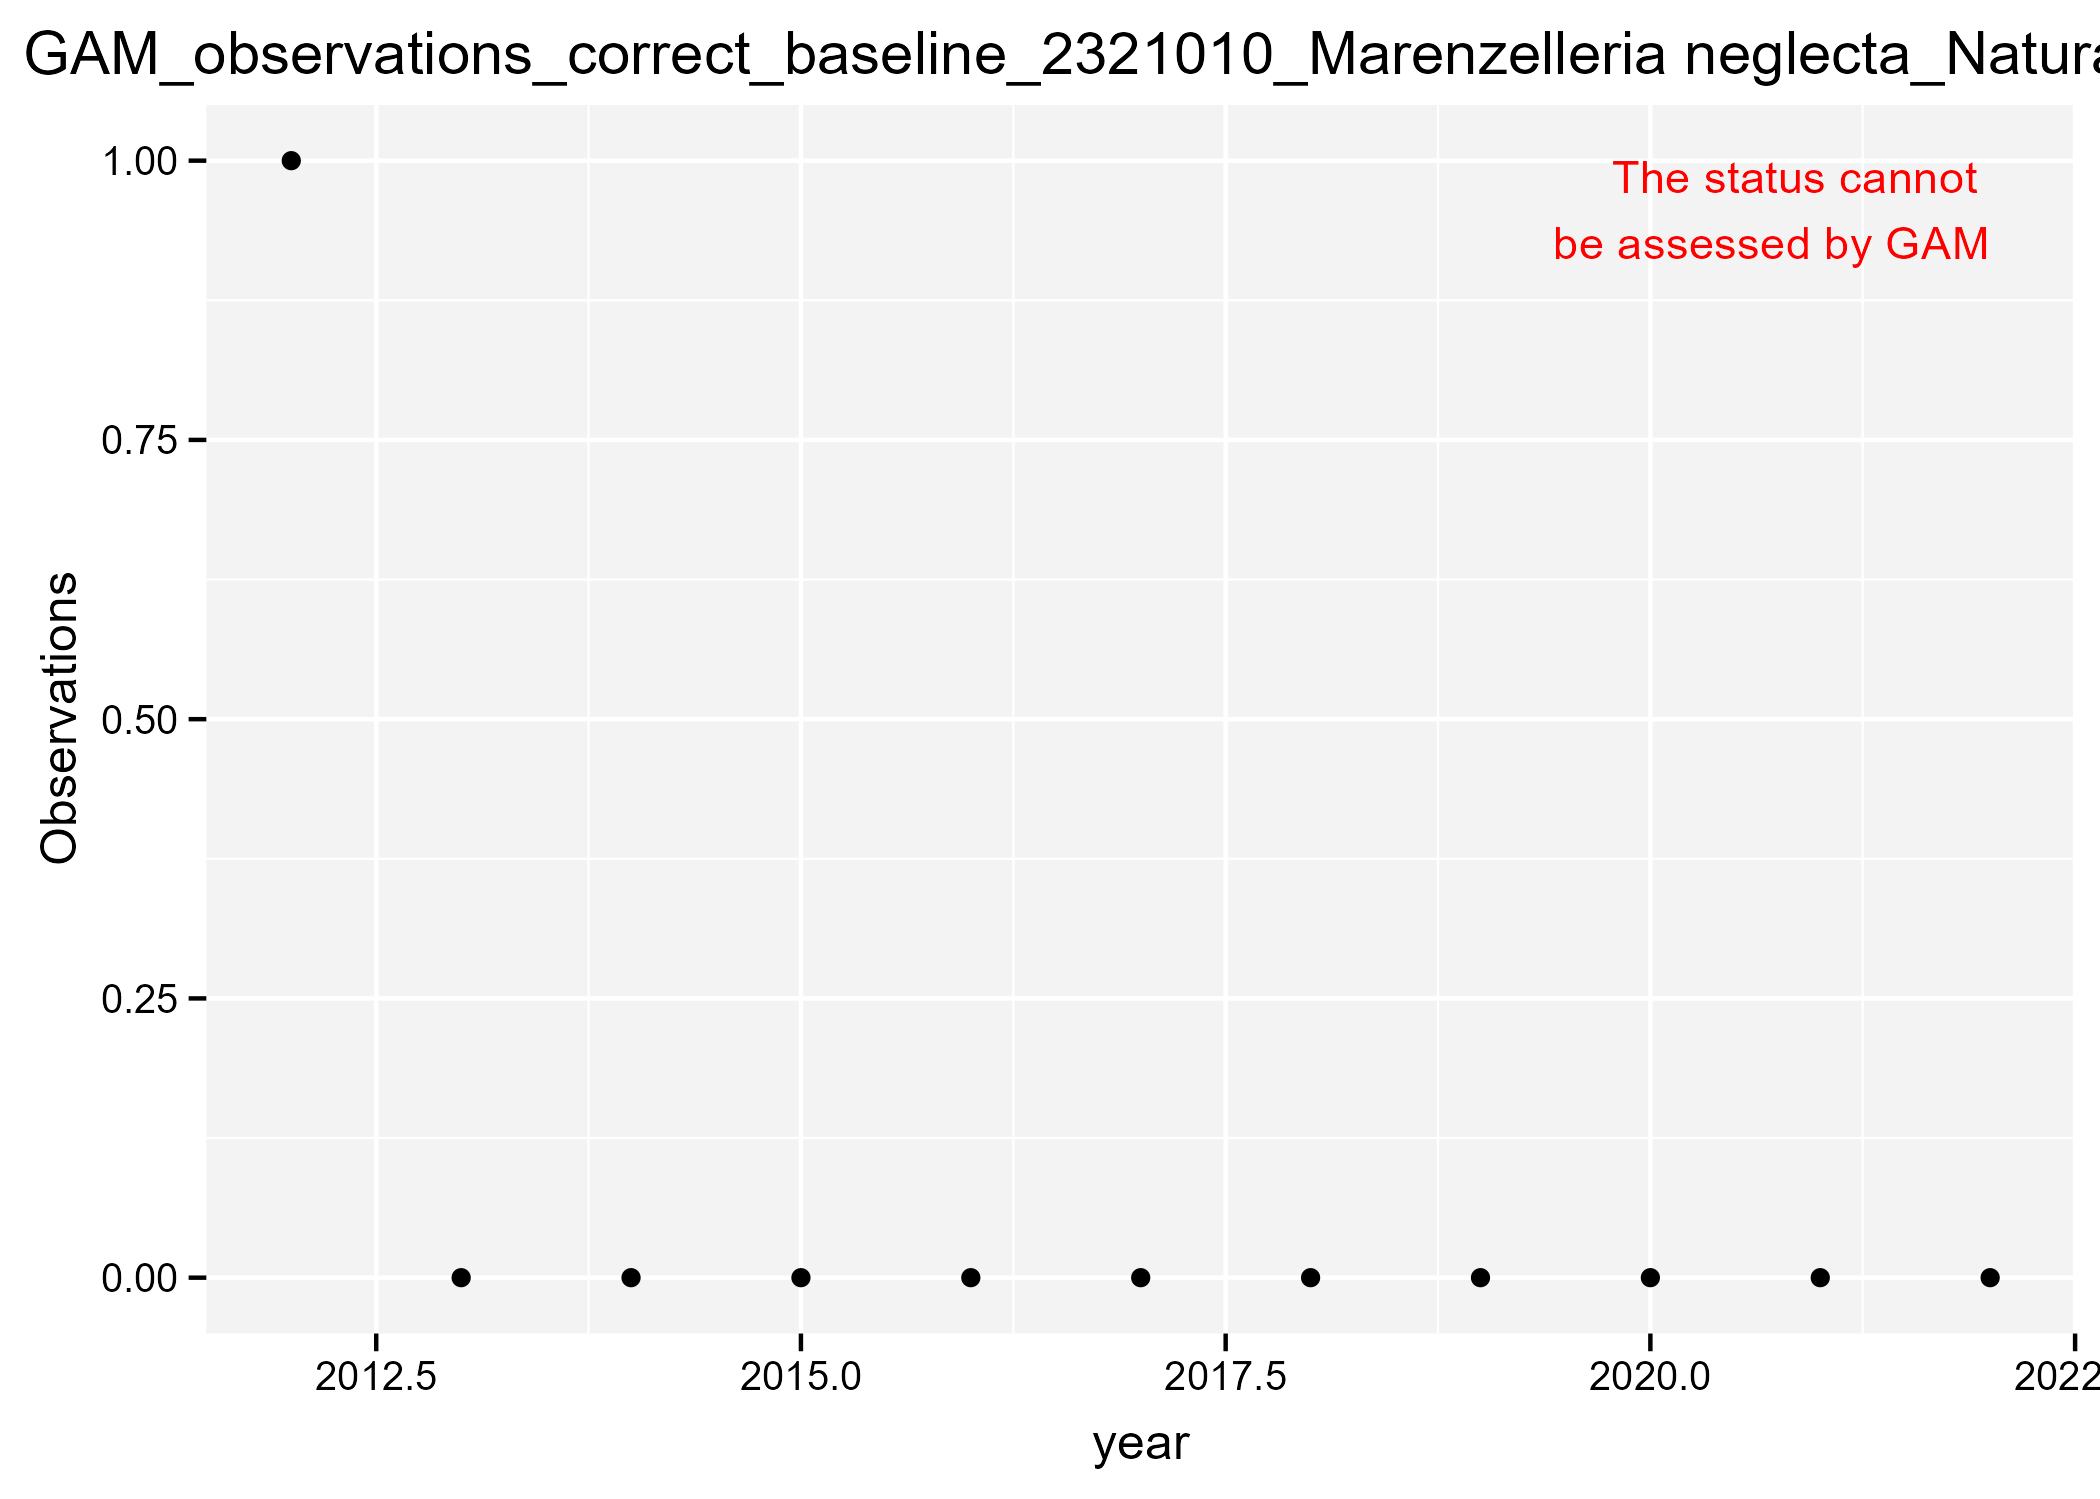 GAM_observations_correct_baseline_2321010_Marenzelleria neglecta_Natura
1.00
The status cannot
be assessed by GAM
0.75
Observations
0.50
0.25
0.00
2012.5 2015.0 2017.5 2020.0 2022
year